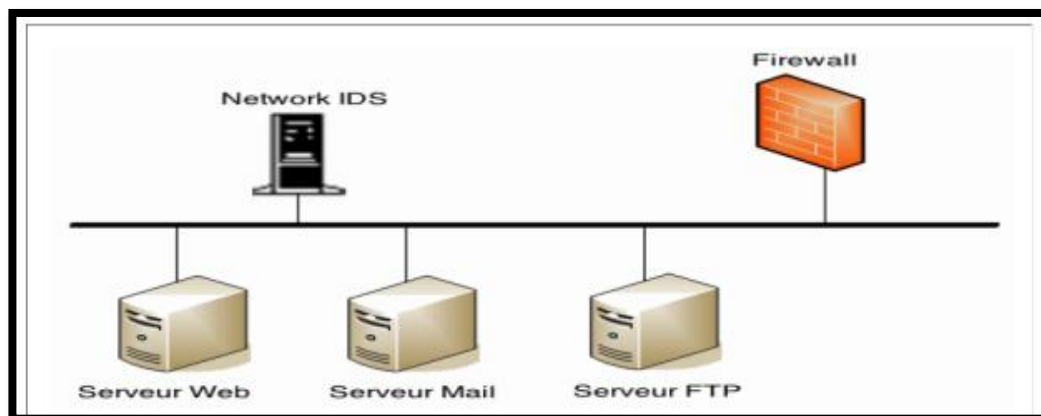 Firewall
Network IDS
Serveur Web
Serveur Mail
Serveur FTP